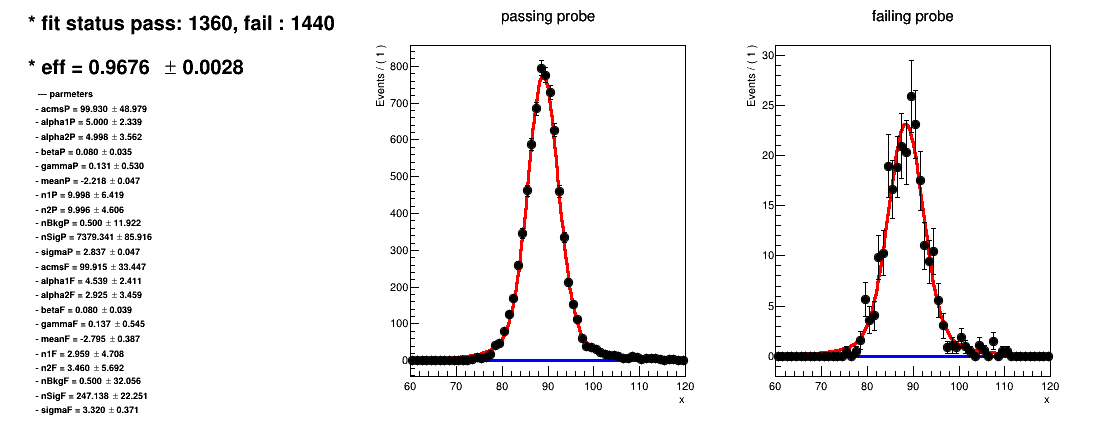 * fit status pass: 1360, fail : 1440
* eff = 0.9676 ± 0.0028
--- parmeters
- acmsP = 99.930 ± 48.979
- alpha1P = 5.000 ± 2.339
- alpha2P = 4.998 ± 3.562
- betaP = 0.080 ± 0.035
- gammaP = 0.131 ± 0.530
- meanP = -2.218 ± 0.047
- n1P = 9.998 ± 6.419
- n2P = 9.996 ± 4.606
- nBkgP = 0.500 ± 11.922
- nSigP = 7379.341 ± 85.916
- sigmaP = 2.837 ± 0.047
- acmsF = 99.915 ± 33.447
- alpha1F = 4.539 ± 2.411
- alpha2F = 2.925 ± 3.459
- betaF = 0.080 ± 0.039
- gammaF = 0.137 ± 0.545
- meanF = -2.795 ± 0.387
- n1F = 2.959 ± 4.708
- n2F = 3.460 ± 5.692
- nBkgF = 0.500 ± 32.056
- nSigF = 247.138 ± 22.251
- sigmaF = 3.320 ± 0.371
passing probe
Events / ( 1 )
800
700
600
500
400
300
200
100
0
60 70 80 90 100 110 120
x
failing probe
Events / ( 1 )
30
25
20
15
10
5
0
60 70 80 90 100 110 120
x